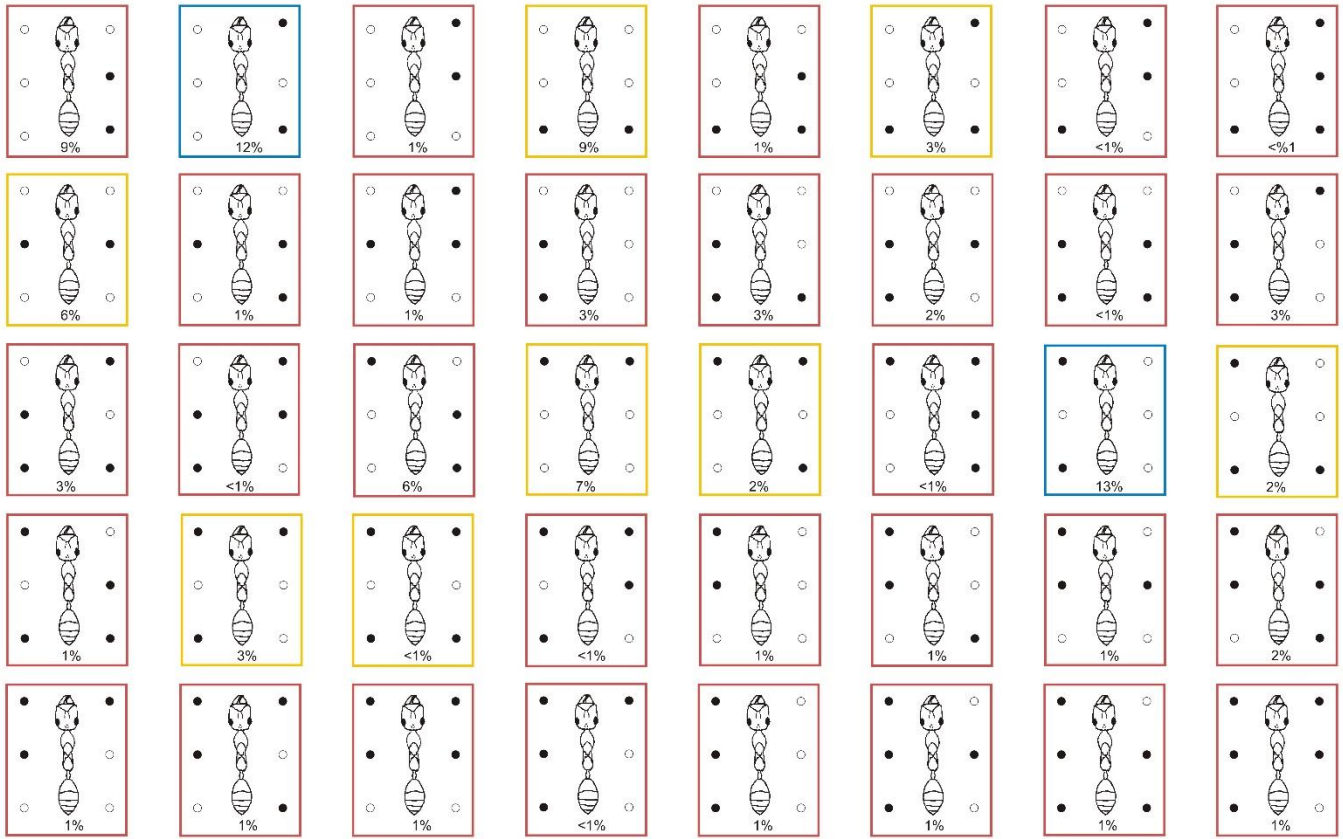 9% 12% 1% 9% 1% 3% <1% <%1
6% 1% 1% 3% 3% 2% <1% 3%
3% <1% 6% 7% 2% <1% 13% 2%
1% 3% <1% <1% 1% 1% 1% 2%
1% 1% 1% <1% 1% 1% 1% 1%